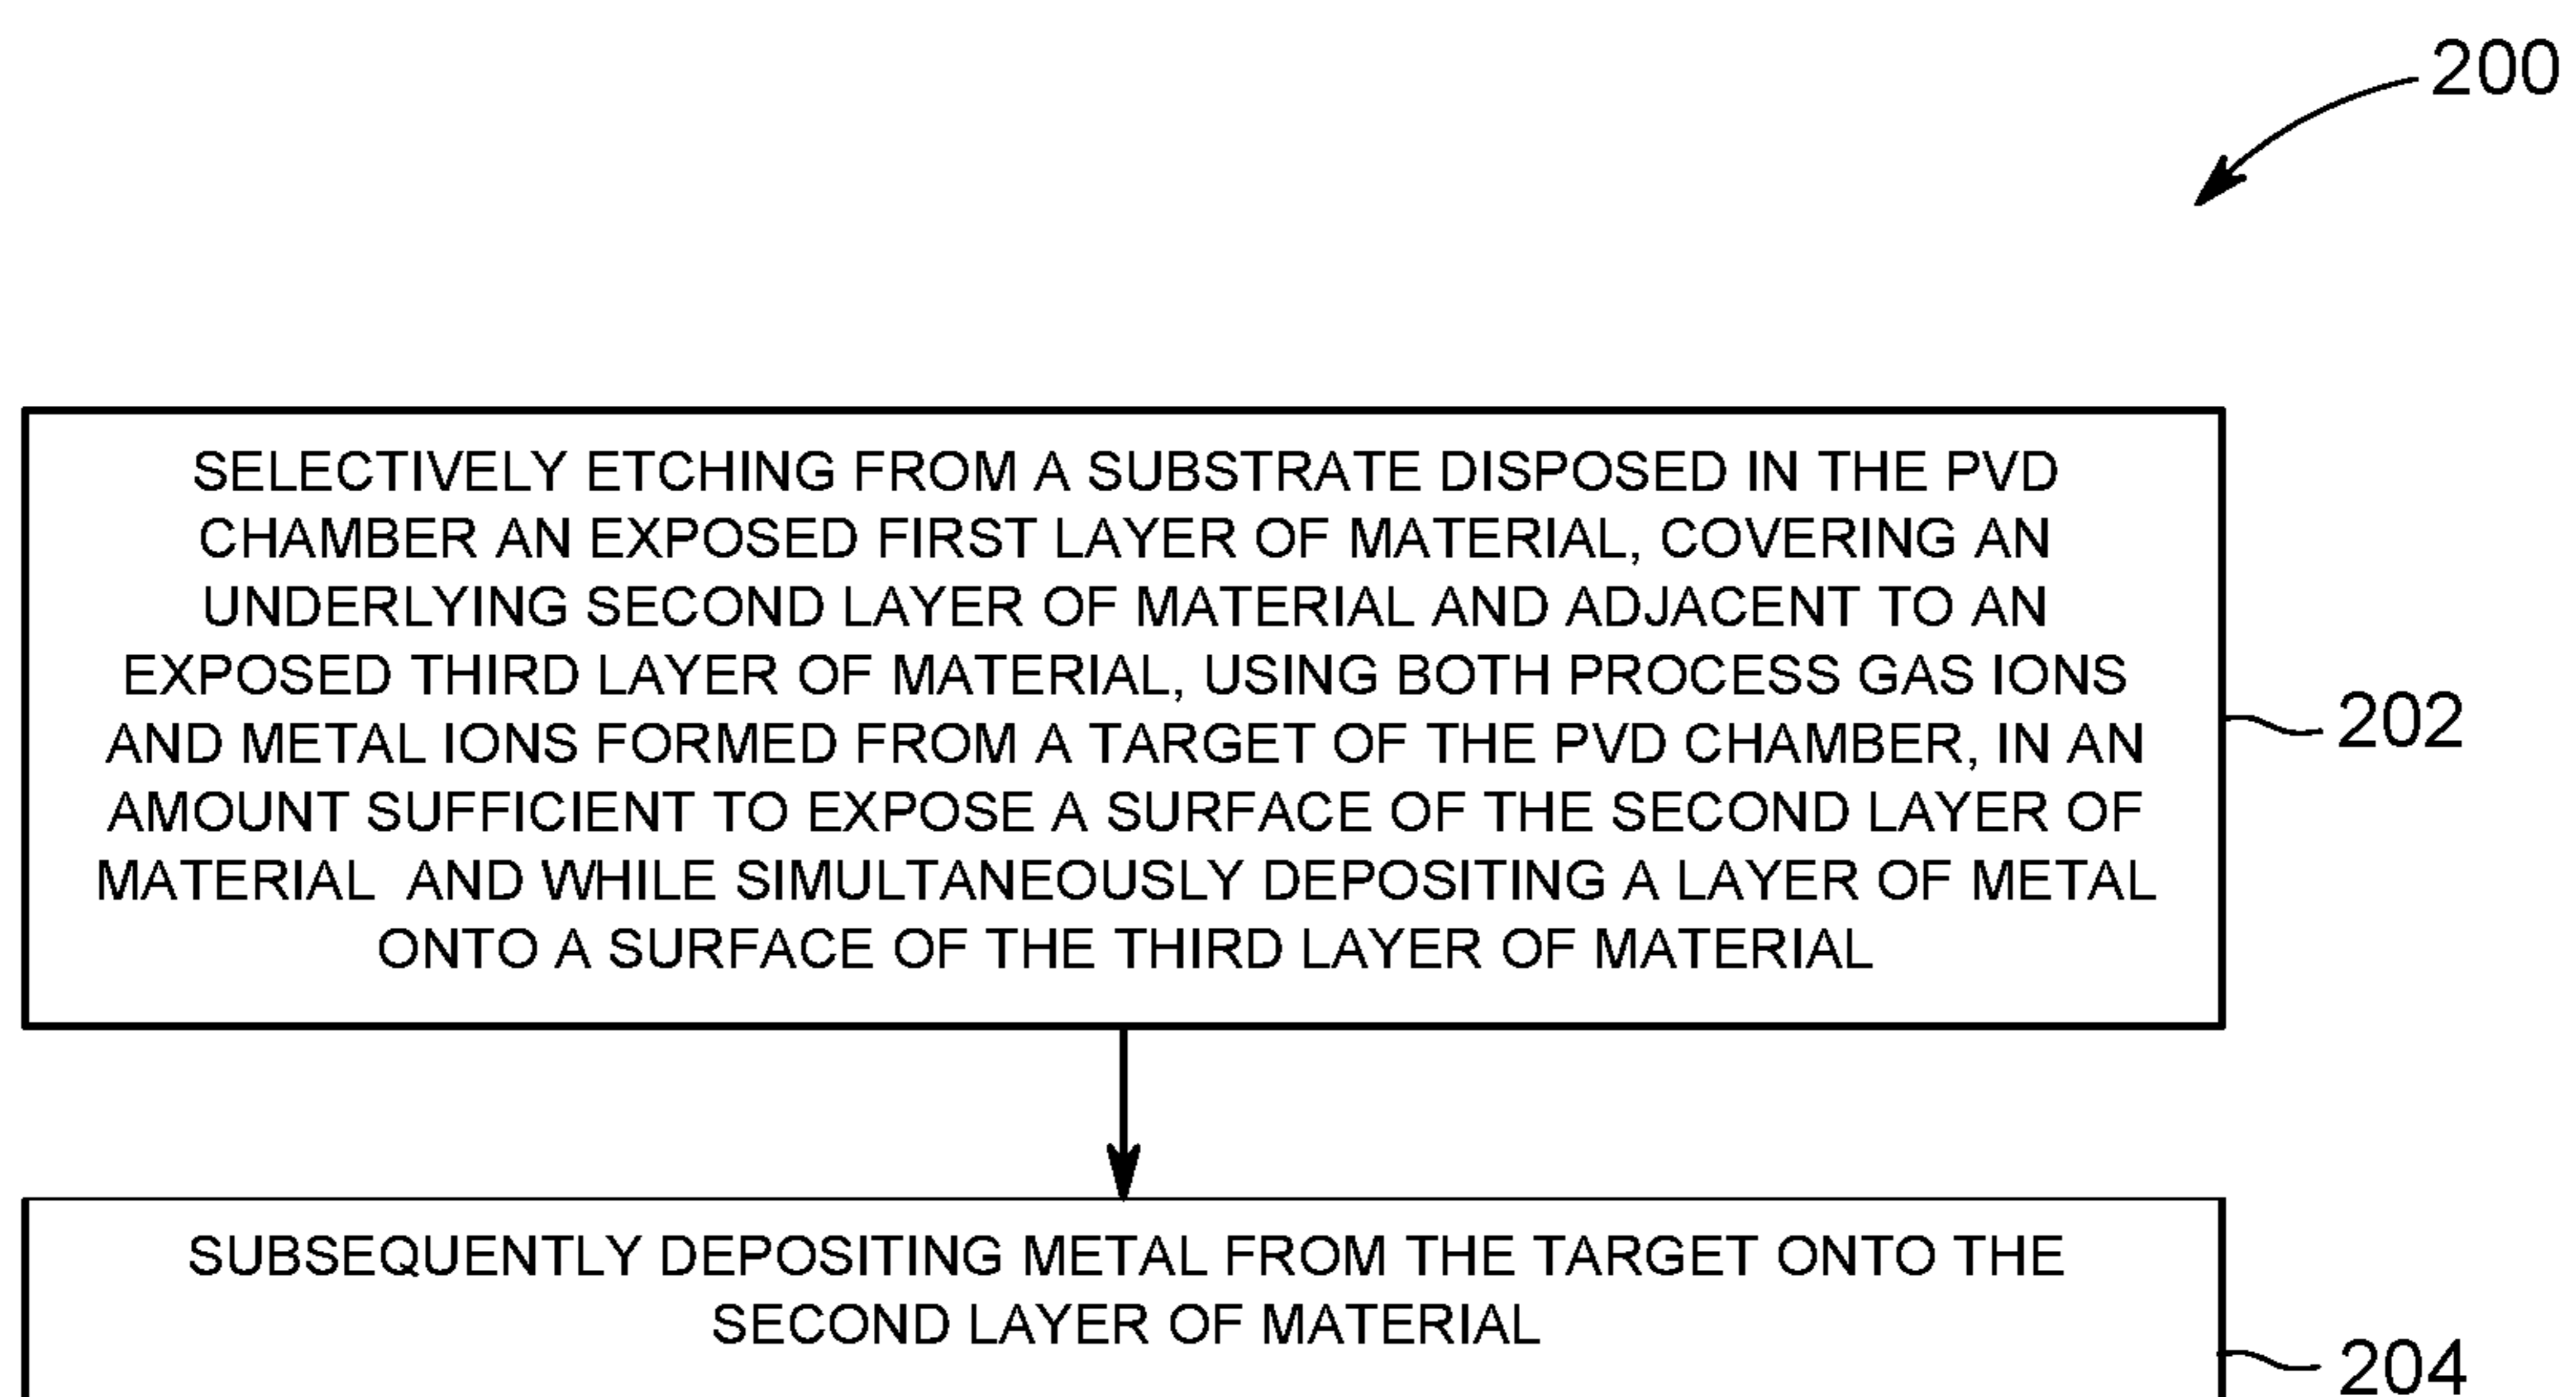 200
SELECTIVELY ETCHING FROM A SUBSTRATE DISPOSED IN THE PVD
CHAMBER AN EXPOSED FIRST LAYER OF MATERIAL, COVERING AN
UNDERLYING SECOND LAYER OF MATERIAL AND ADJACENT TO AN
EXPOSED THIRD LAYER OF MATERIAL, USING BOTH PROCESS GAS IONS
AND METAL IONS FORMED FROM A TARGET OF THE PVD CHAMBER, IN AN
AMOUNT SUFFICIENT TO EXPOSE A SURFACE OF THE SECOND LAYER OF
MATERIAL  AND WHILE SIMULTANEOUSLY DEPOSITING A LAYER OF METAL
ONTO A SURFACE OF THE THIRD LAYER OF MATERIAL
202
SUBSEQUENTLY DEPOSITING METAL FROM THE TARGET ONTO THE
SECOND LAYER OF MATERIAL
204